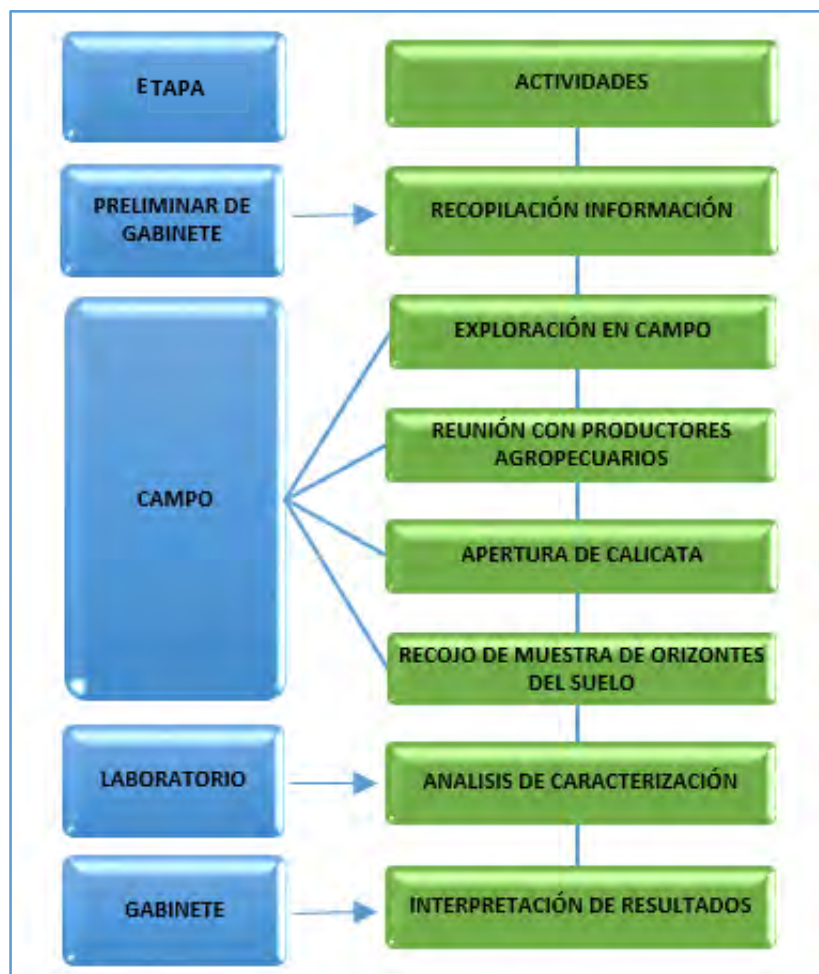 ETAPA
ACTIVIDADES
PRELIMINAR DE
GABINETE
RECOPILACIÓN INFORMACIÓN
CAMPO
EXPLORACIÓN EN CAMPO
REUNIÓN CON PRODUCTORES
AGROPECUARIOS
APERTURA DE CALICATA
RECOJO DE MUESTRA DE ORIZONTES
DEL SUELO
LABORATORIO
ANALISIS DE CARACTERIZACIÓN
GABINETE
INTERPRETACIÓN DE RESULTADOS